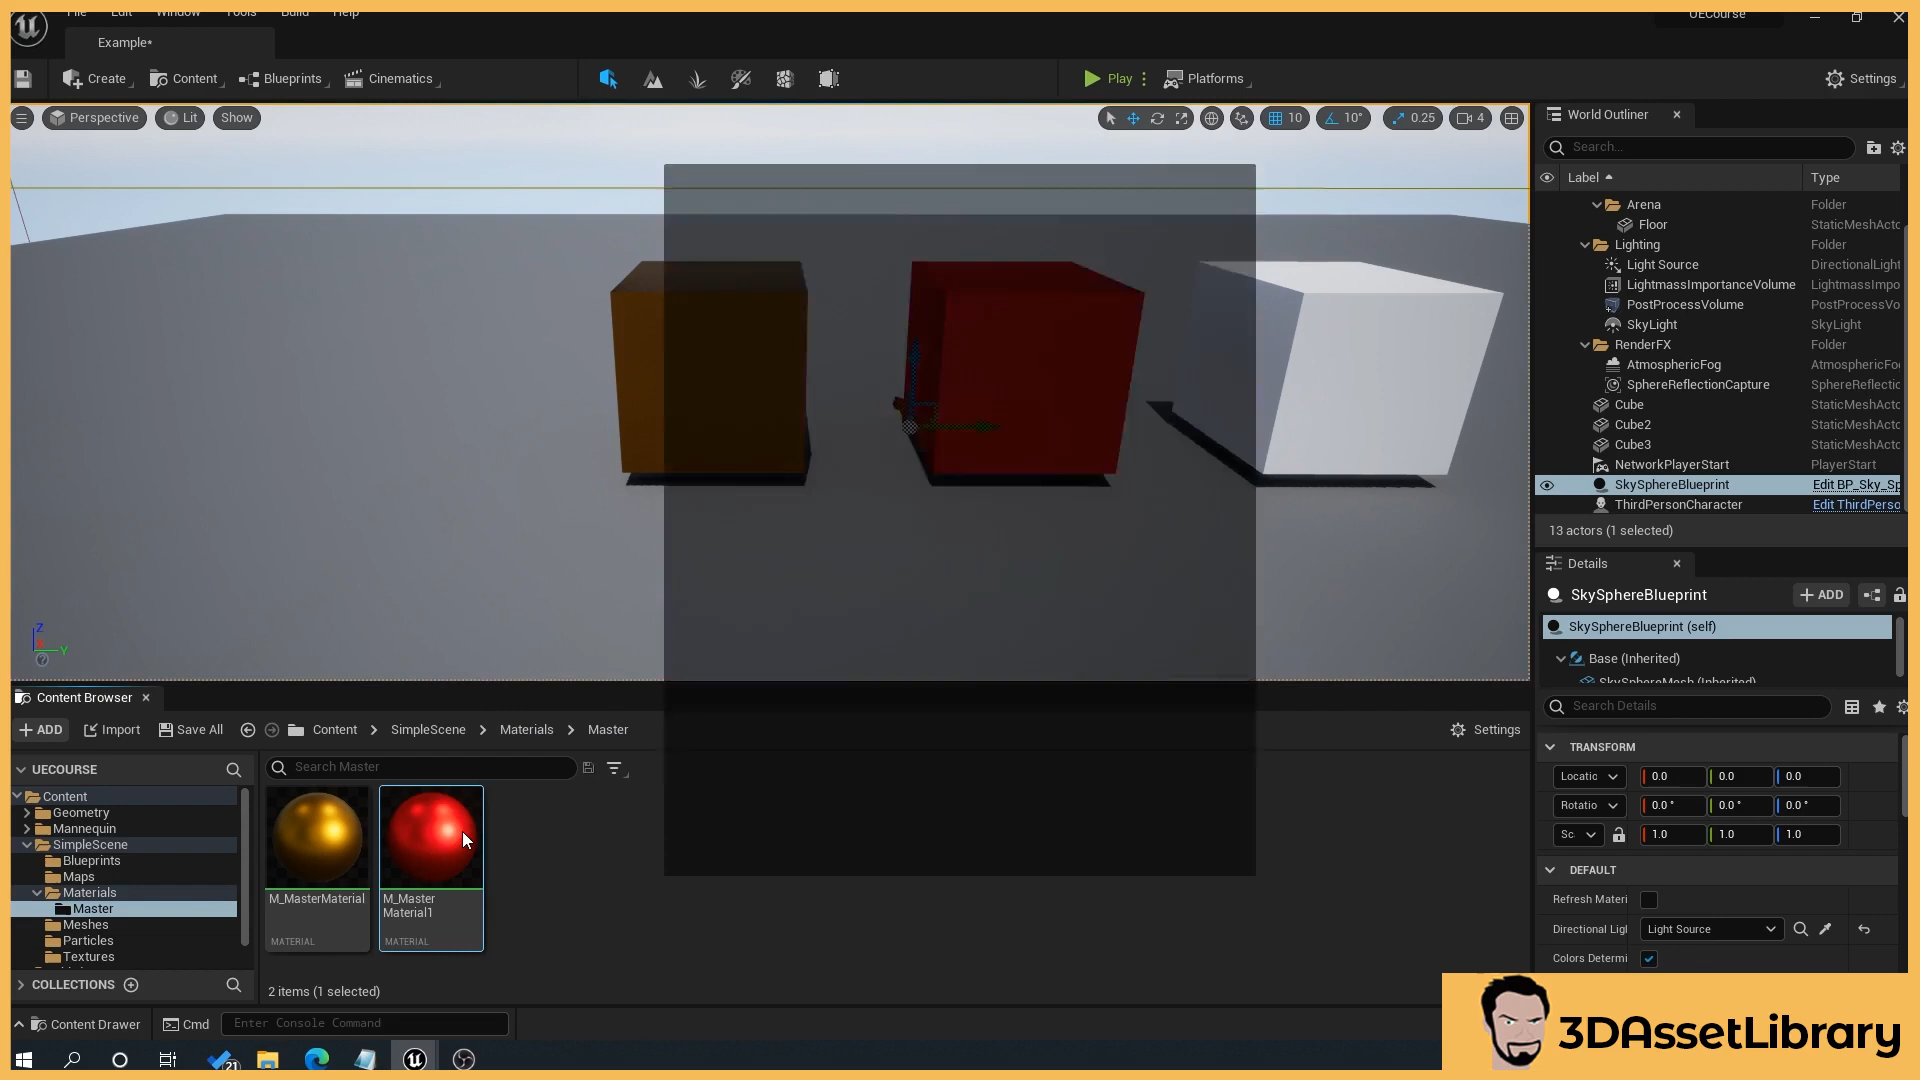 File Edit Window Tools Build Help
UECourse
Example*
Create Content Blueprints Cinematics Play Platforms Settings
Perspective Lit Show 10 10° 0.25 4
World Outliner
Search...
Label Type
Arena Folder
Floor StaticMeshActo
Lighting Folder
Light Source DirectionalLight
LightmassImportanceVolume LightmassImpo
PostProcessVolume PostProcessVo
SkyLight SkyLight
RenderFX Folder
AtmosphericFog AtmosphericFo
SphereReflectionCapture SphereReflectic
Cube StaticMeshActo
Cube2 StaticMeshActo
Cube3 StaticMeshActo
NetworkPlayerStart PlayerStart
SkySphereBlueprint Edit BP_Sky_Sp
ThirdPersonCharacter Edit ThirdPerso
13 actors (1 selected)
Details
SkySphereBlueprint ADD
SkySphereBlueprint (self)
Base (Inherited)
SkySphereMesh (Inherited)
Search Details
TRANSFORM
Locatic 0.0 0.0 0.0
Rotatio 0.0° 0.0° 0.0°
Sc: 1.0 1.0 1.0
DEFAULT
Refresh Materi
Directional Ligl Light Source
Colors Determi
Z
Y
Content Browser
ADD Import Save All Content SimpleScene Materials Master Settings
UECOURSE
Search Master
Content
Geometry
Mannequin
SimpleScene
Blueprints
Maps
Materials
Master
Meshes
Particles
Textures
M_MasterMaterial
MATERIAL
M_Master
Material1
MATERIAL
COLLECTIONS
2 items (1 selected)
Content Drawer Cmd Enter Console Command
21
3DAssetLibrary